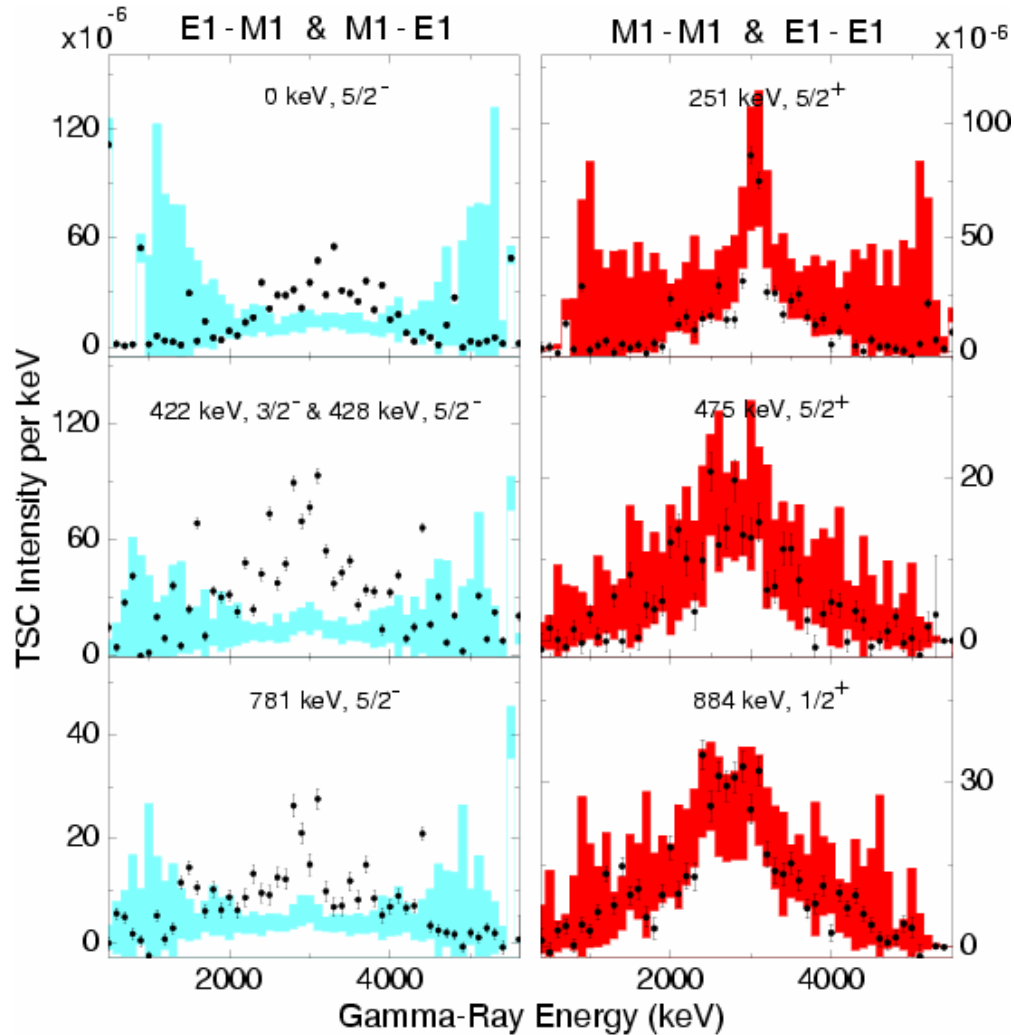 E1-M1 & M1-E1
M1-M1 & E1-E1
x10⁻⁶
x10⁻⁶
0 keV, 5/2⁻
251 keV, 5/2⁺
120
60
0
100
50
0
422 keV, 3/2⁻ & 428 keV, 5/2⁻
475 keV, 5/2⁺
120
60
0
20
0
781 keV, 5/2⁻
884 keV, 1/2⁺
40
20
0
30
0
2000
4000
2000
4000
TSC Intensity per keV
Gamma-Ray Energy (keV)